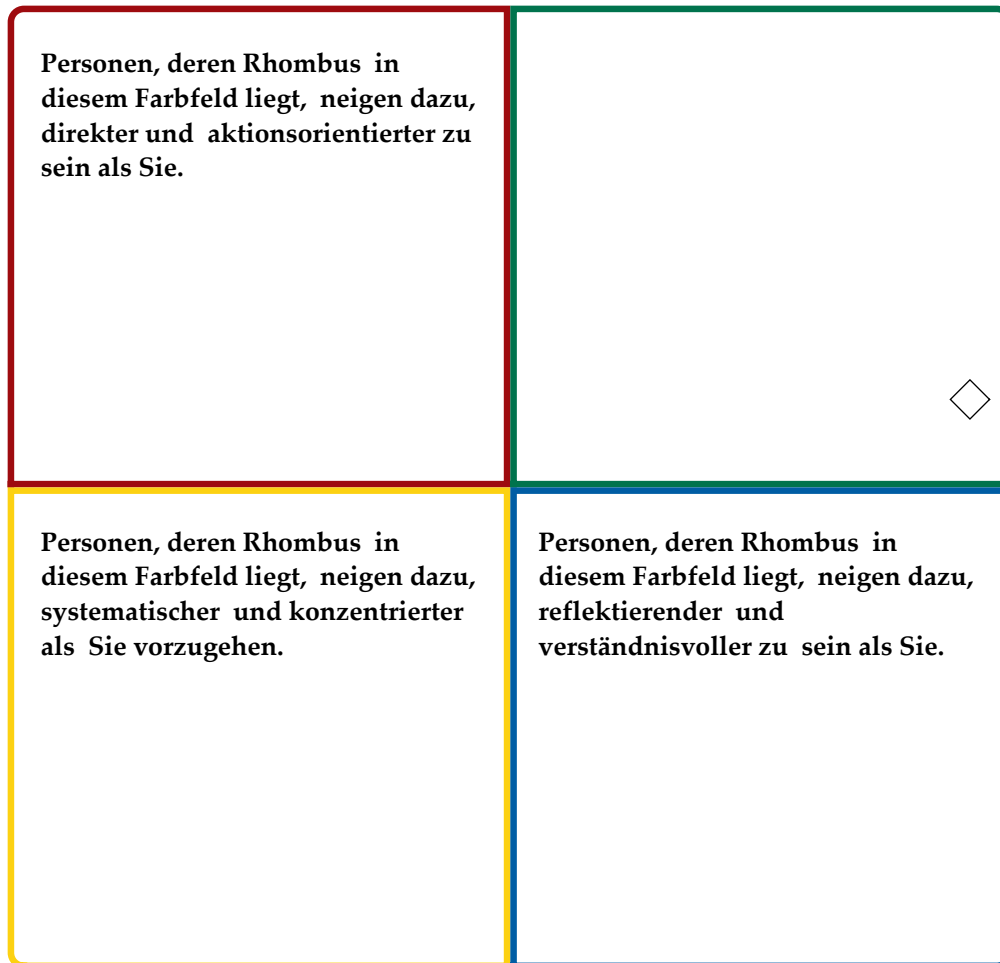 Personen, deren Rhombus  in
diesem Farbfeld liegt,  neigen dazu,
direkter und  aktionsorientierter zu
sein als Sie.
Personen, deren Rhombus  in
diesem Farbfeld liegt,  neigen dazu,
systematischer  und konzentrierter
als  Sie vorzugehen.
Personen, deren Rhombus  in
diesem Farbfeld liegt,  neigen dazu,
reflektierender  und
verständnisvoller zu  sein als Sie.